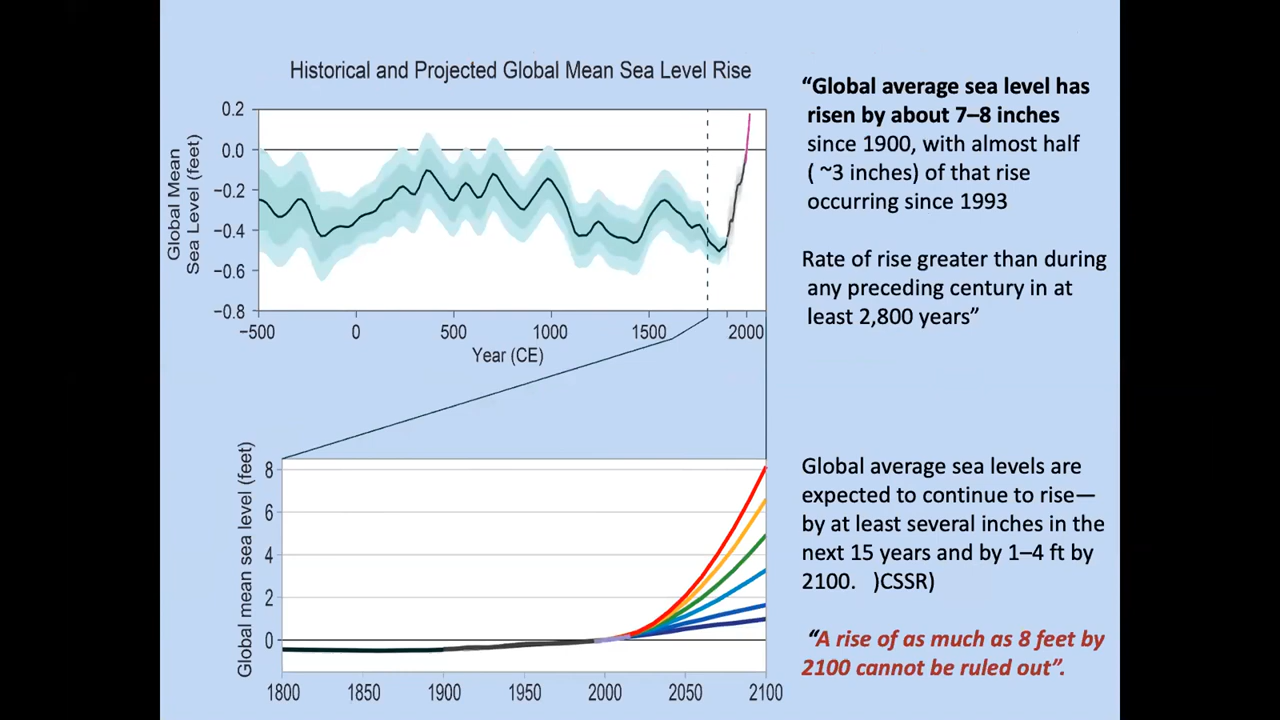 Historical and Projected Global Mean Sea Level Rise
Global Mean
Sea Level (feet)
0.2
0.0
−0.2
−0.4
−0.6
−0.8
−500
0
500
1000
1500
2000
Year (CE)
“Global average sea level has
risen by about 7–8 inches
since 1900, with almost half
( ~3 inches) of that rise
occurring since 1993
Rate of rise greater than during
any preceding century in at
least 2,800 years”
Global mean sea level (feet)
8
6
4
2
0
1800
1850
1900
1950
2000
2050
2100
Global average sea levels are
expected to continue to rise—
by at least several inches in the
next 15 years and by 1–4 ft by
2100. )CSSR)
“A rise of as much as 8 feet by
2100 cannot be ruled out”.